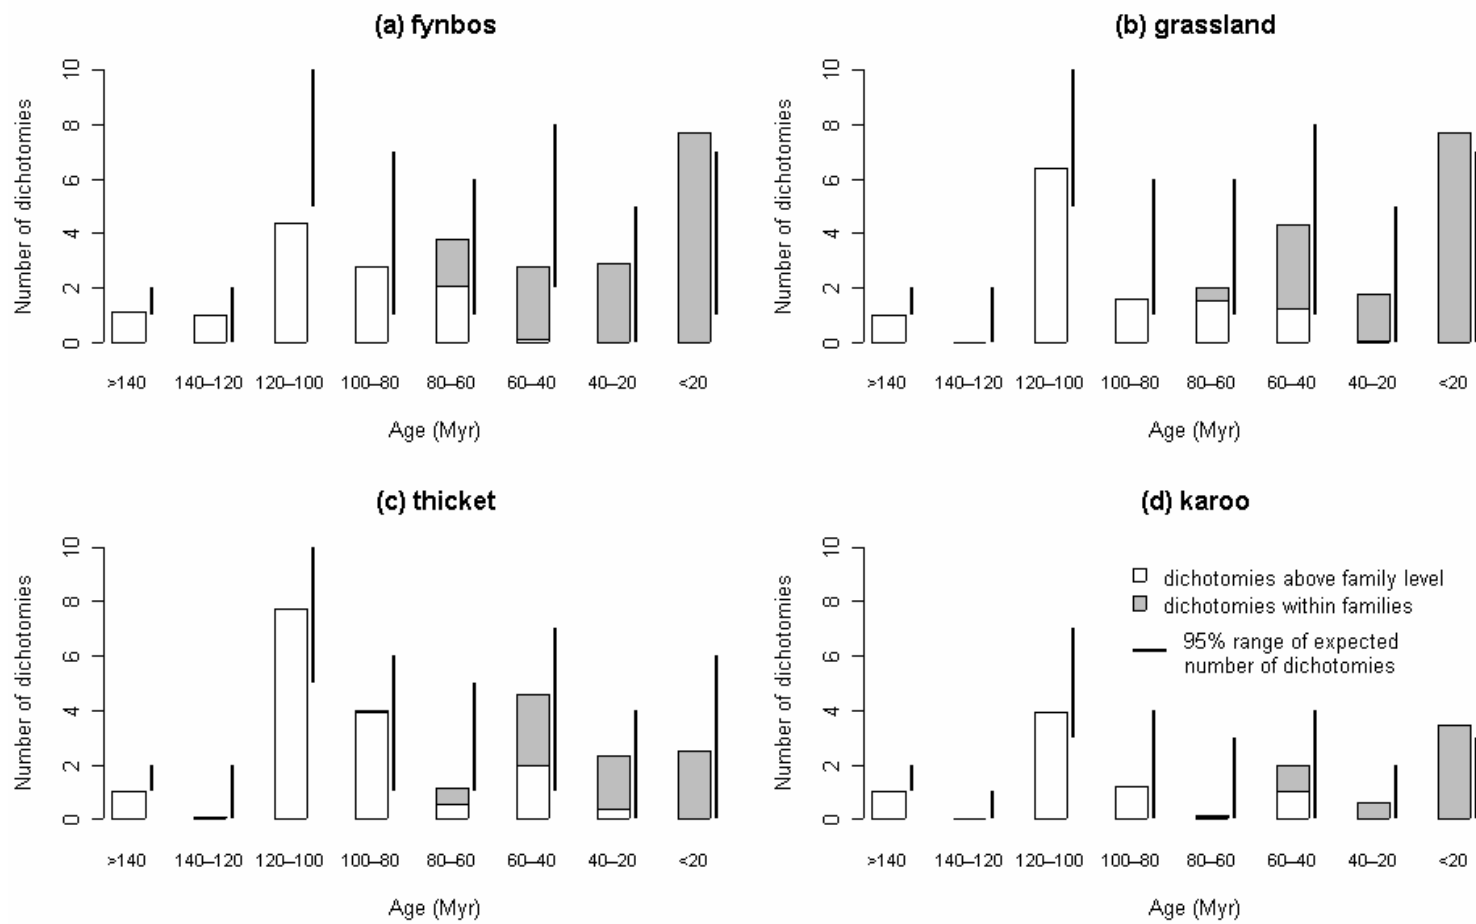 (a) fynbos
Number of dichotomies
0 2 4 6 8 10
>140 140–120 120–100 100–80 80–60 60–40 40–20 <20
Age (Myr)
(b) grassland
Number of dichotomies
0 2 4 6 8 10
>140 140–120 120–100 100–80 80–60 60–40 40–20 <20
Age (Myr)
(c) thicket
Number of dichotomies
0 2 4 6 8 10
>140 140–120 120–100 100–80 80–60 60–40 40–20 <20
Age (Myr)
(d) karoo
Number of dichotomies
0 2 4 6 8 10
dichotomies above family level
dichotomies within families
95% range of expected
number of dichotomies
>140 140–120 120–100 100–80 80–60 60–40 40–20 <20
Age (Myr)